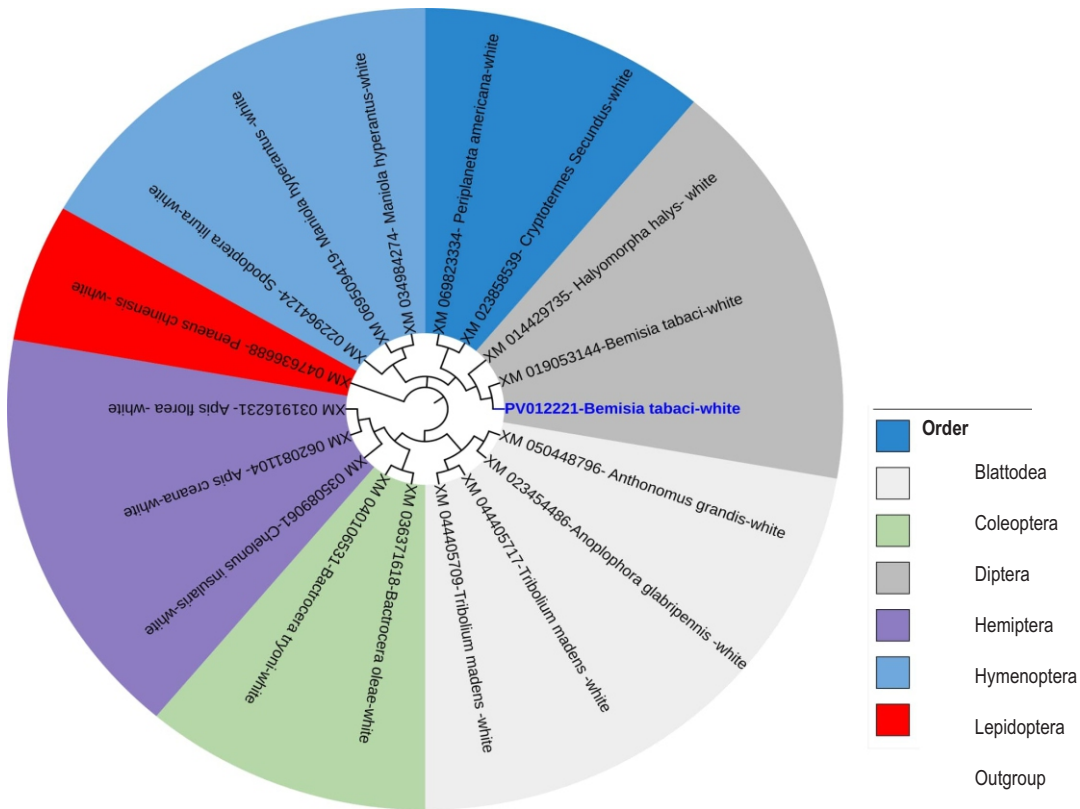 XM 034984274- Maniola hyperantus-white
XM 069823334- Periplaneta americana-white
XM 023858539- Cryptotermes Secundus-white
XM 014429735- Halyomorpha halys- white
XM 019053144-Bemisia tabaci-white
PV012221-Bemisia tabaci-white
XM 050448796- Anthonomus grandis-white
XM 023454486-Anoplophora glabripennis -white
XM 044405717-Tribolium madens -white
XM 044405709-Tribolium madens -white
XM 036371618-Bactrocera oleae-white
XM 040106531-Bactrocera tryoni-white
XM 035089061-Chelonus insularis-white
XM 062081104- Apis creana-white
XM 031916231- Apis florea -white
XM 047636688- Penaeus chinensis -white
XM 022964124- Spodoptera litura-white
XM 069509419- Maniola hyperantus -white
Order
Blattodea
Coleoptera
Diptera
Hemiptera
Hymenoptera
Lepidoptera
Outgroup